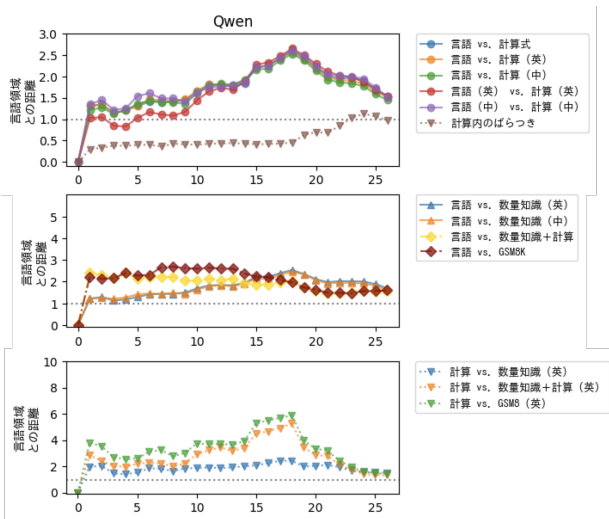 Qwen
3.0
2.5
2.0
1.5
1.0
0.5
0.0
言語領域
との距離
0 5 10 15 20 25
言語 vs. 計算式
言語 vs. 計算（英）
言語 vs. 計算（中）
言語（英） vs. 計算（英）
言語（中） vs. 計算（中）
計算内のばらつき
5
4
3
2
1
0
言語領域
との距離
0 5 10 15 20 25
言語 vs. 数量知識（英）
言語 vs. 数量知識（中）
言語 vs. 数量知識＋計算
言語 vs. GSM8K
10
8
6
4
2
0
言語領域
との距離
0 5 10 15 20 25
計算 vs. 数量知識（英）
計算 vs. 数量知識＋計算（英）
計算 vs. GSM8（英）